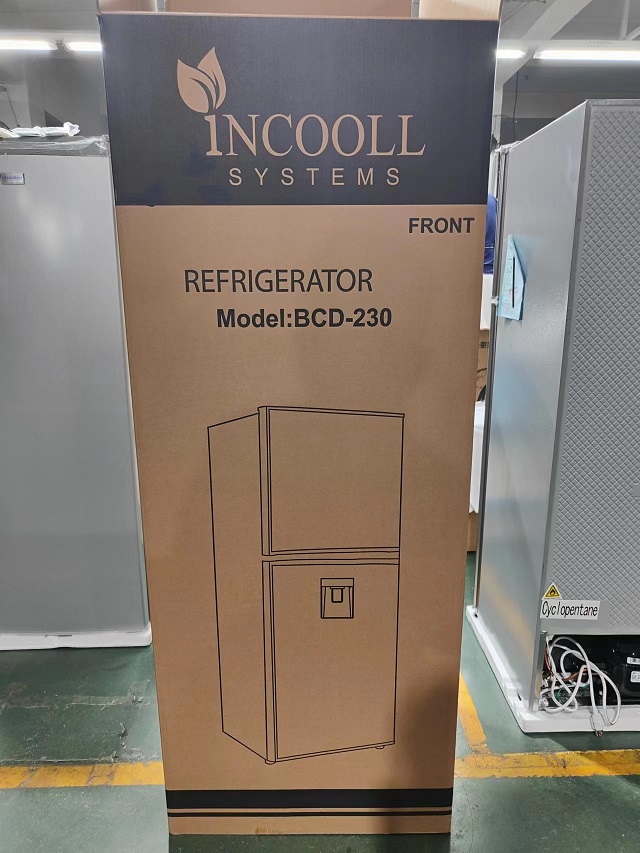 iNCOOLL
SYSTEMS
FRONT
REFRIGERATOR
Model:BCD-230
Cyclopentane